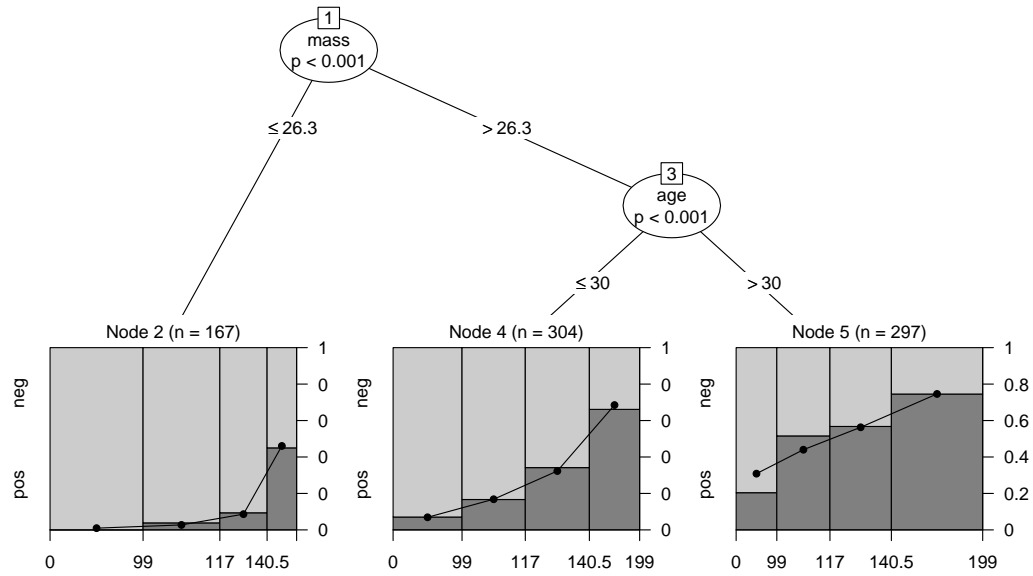 1
mass
p < 0.001
≤ 26.3
> 26.3
3
age
p < 0.001
≤ 30
> 30
Node 2 (n = 167)
neg
pos
1
0
0
0
0
0
0 99 117 140.5
Node 4 (n = 304)
neg
pos
1
0
0
0
0
0
0 99 117 140.5 199
Node 5 (n = 297)
neg
pos
1
0.8
0.6
0.4
0.2
0
0 99 117 140.5 199